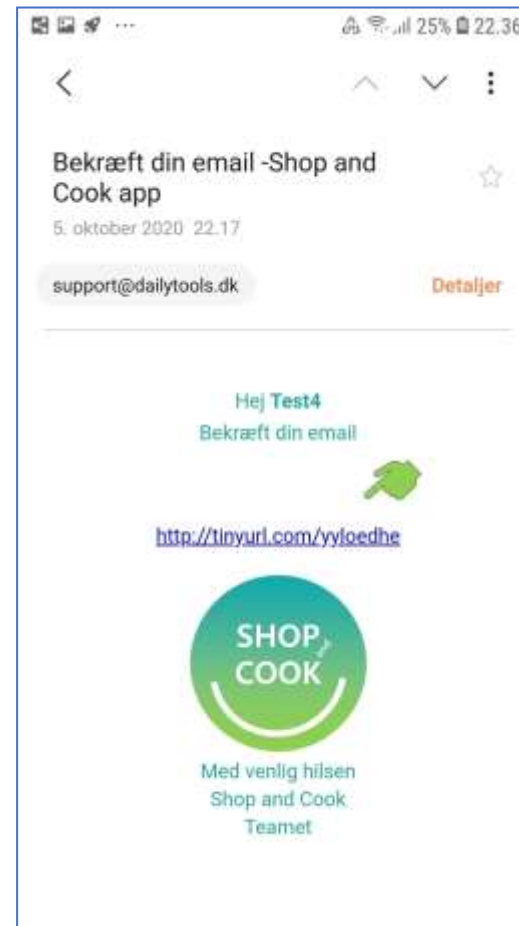 25% 22.36
Bekræft din email -Shop and
Cook app
5. oktober 2020 22.17
support@dailytools.dk Detaljer
Hej Test4
Bekræft din email
http://tinyurl.com/yyloedhe
SHOP and
COOK
Med venlig hilsen
Shop and Cook
Teamet